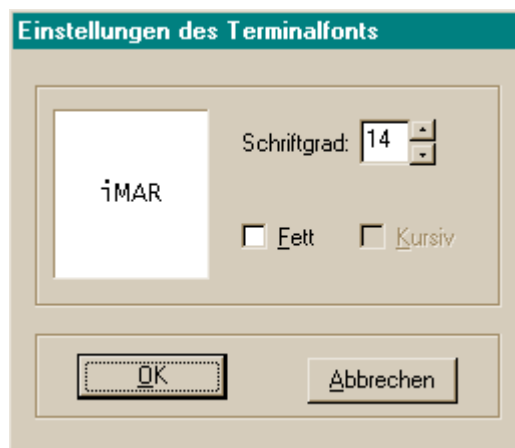 Einstellungen des Terminalfonts
Schriftgrad: 14
iMAR
Fett Kursiv
OK Abbrechen